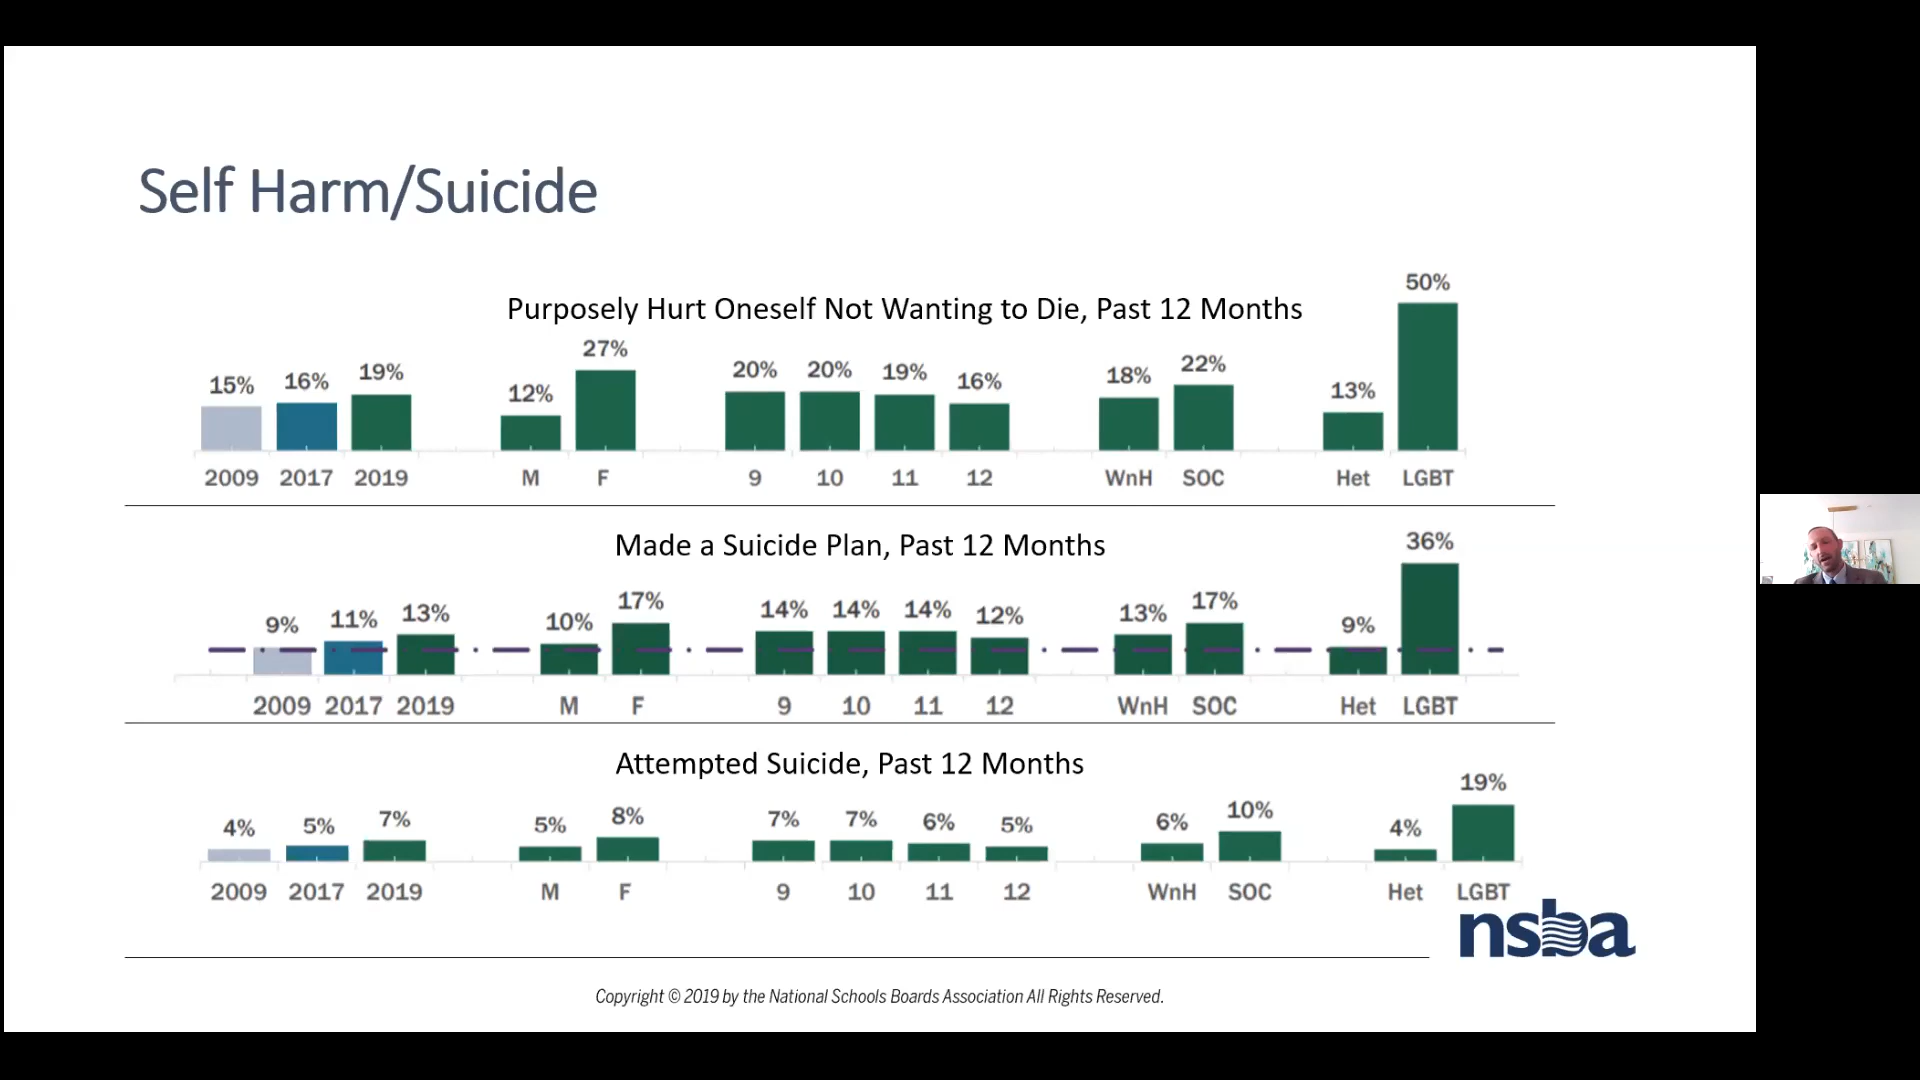 Self Harm/Suicide
Purposely Hurt Oneself Not Wanting to Die, Past 12 Months
15% 16% 19% 12% 27% 20% 20% 19% 16% 18% 22% 13% 50%
2009 2017 2019 M F 9 10 11 12 WnH SOC Het LGBT
Made a Suicide Plan, Past 12 Months
9% 11% 13% 10% 17% 14% 14% 14% 12% 13% 17% 9% 36%
2009 2017 2019 M F 9 10 11 12 WnH SOC Het LGBT
Attempted Suicide, Past 12 Months
4% 5% 7% 5% 8% 7% 7% 6% 5% 6% 10% 4% 19%
2009 2017 2019 M F 9 10 11 12 WnH SOC Het LGBT
nsba
Copyright © 2019 by the National Schools Boards Association All Rights Reserved.